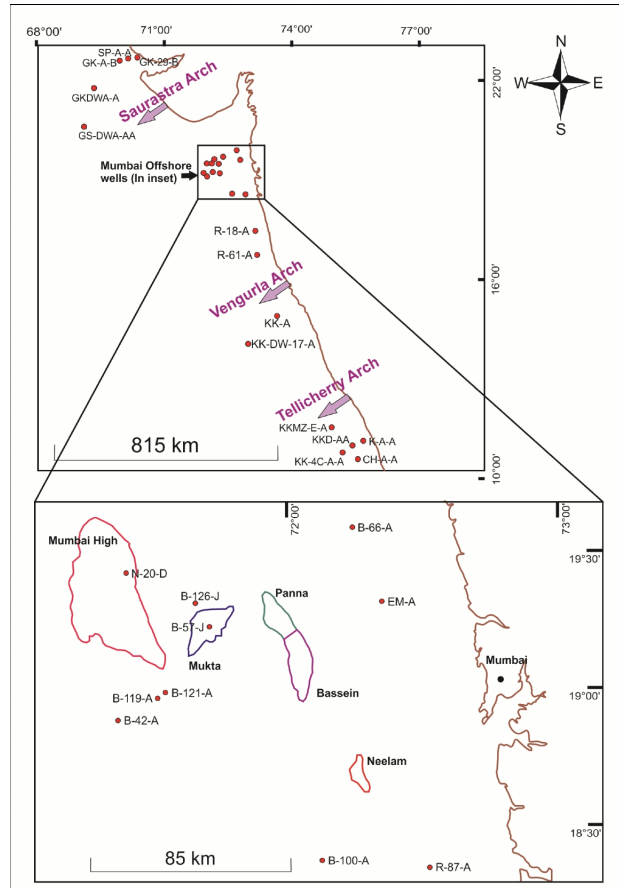 68°00' 71°00' 74°00' 77°00'
N
W E
S
SP-A-A
GK-A-B GK-29-B
22°00'
GKDWA-A
Saurastra Arch
GS-DWA-AA
Mumbai Offshore
wells (In inset)
R-18-A
R-61-A
16°00'
Vengurla Arch
KK-A
KK-DW-17-A
Tellicherry Arch
KKMZ-E-A
KKD-AA K-A-A
KK-4C-A-A CH-A-A
815 km
10°00'
72°00' 73°00'
B-66-A
Mumbai High
19°30'
N-20-D
B-126-J
Panna
EM-A
B-57-J
Mukta
Mumbai
Bassein
B-121-A
B-119-A
19°00'
B-42-A
Neelam
18°30'
85 km
B-100-A
R-87-A